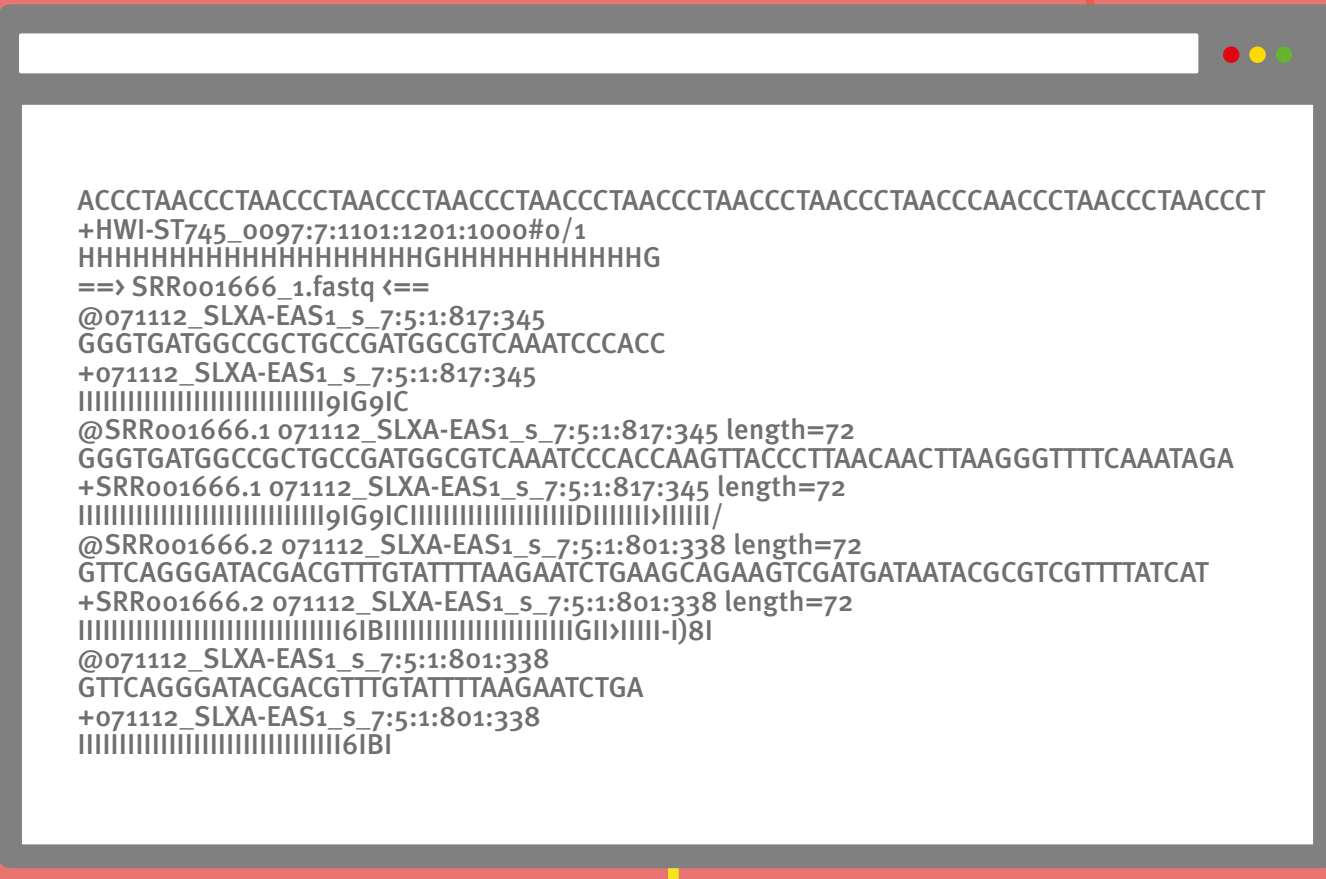 ACCCTAACCCTAACCCTAACCCTAACCCTAACCCTAACCCTAACCCTAACCCTAACCCAACCCTAACCCTAACCCT
+HWI-ST745_0097:7:1101:1201:1000#0/1
HHHHHHHHHHHHHHHHHHHGHHHHHHHHHHHG
==> SRR001666_1.fastq <==
@071112_SLXA-EAS1_s_7:5:1:817:345
GGGTGATGGCCGCTGCCGATGGCGTCAAATCCCACC
+071112_SLXA-EAS1_s_7:5:1:817:345
IIIIIIIIIIIIIIIIIIIIIIIIIIIIII9IG9IC
@SRR001666.1 071112_SLXA-EAS1_s_7:5:1:817:345 length=72
GGGTGATGGCCGCTGCCGATGGCGTCAAATCCCACCAAGTTACCCTTAACAACTTAAGGGTTTTCAAATAGA
+SRR001666.1 071112_SLXA-EAS1_s_7:5:1:817:345 length=72
IIIIIIIIIIIIIIIIIIIIIIIIIIIIII9IG9ICIIIIIIIIIIIIIIIIIIIIDIIIIIII>IIIIII/
@SRR001666.2 071112_SLXA-EAS1_s_7:5:1:801:338 length=72
GTTCAGGGATACGACGTTTGTATTTTAAGAATCTGAAGCAGAAGTCGATGATAATACGCGTCGTTTTATCAT
+SRR001666.2 071112_SLXA-EAS1_s_7:5:1:801:338 length=72
IIIIIIIIIIIIIIIIIIIIIIIIIIIIIIII6IBIIIIIIIIIIIIIIIIIIIIIIIGII>IIIII-I)8I
@071112_SLXA-EAS1_s_7:5:1:801:338
GTTCAGGGATACGACGTTTGTATTTTAAGAATCTGA
+071112_SLXA-EAS1_s_7:5:1:801:338
IIIIIIIIIIIIIIIIIIIIIIIIIIIIIIII6IBI